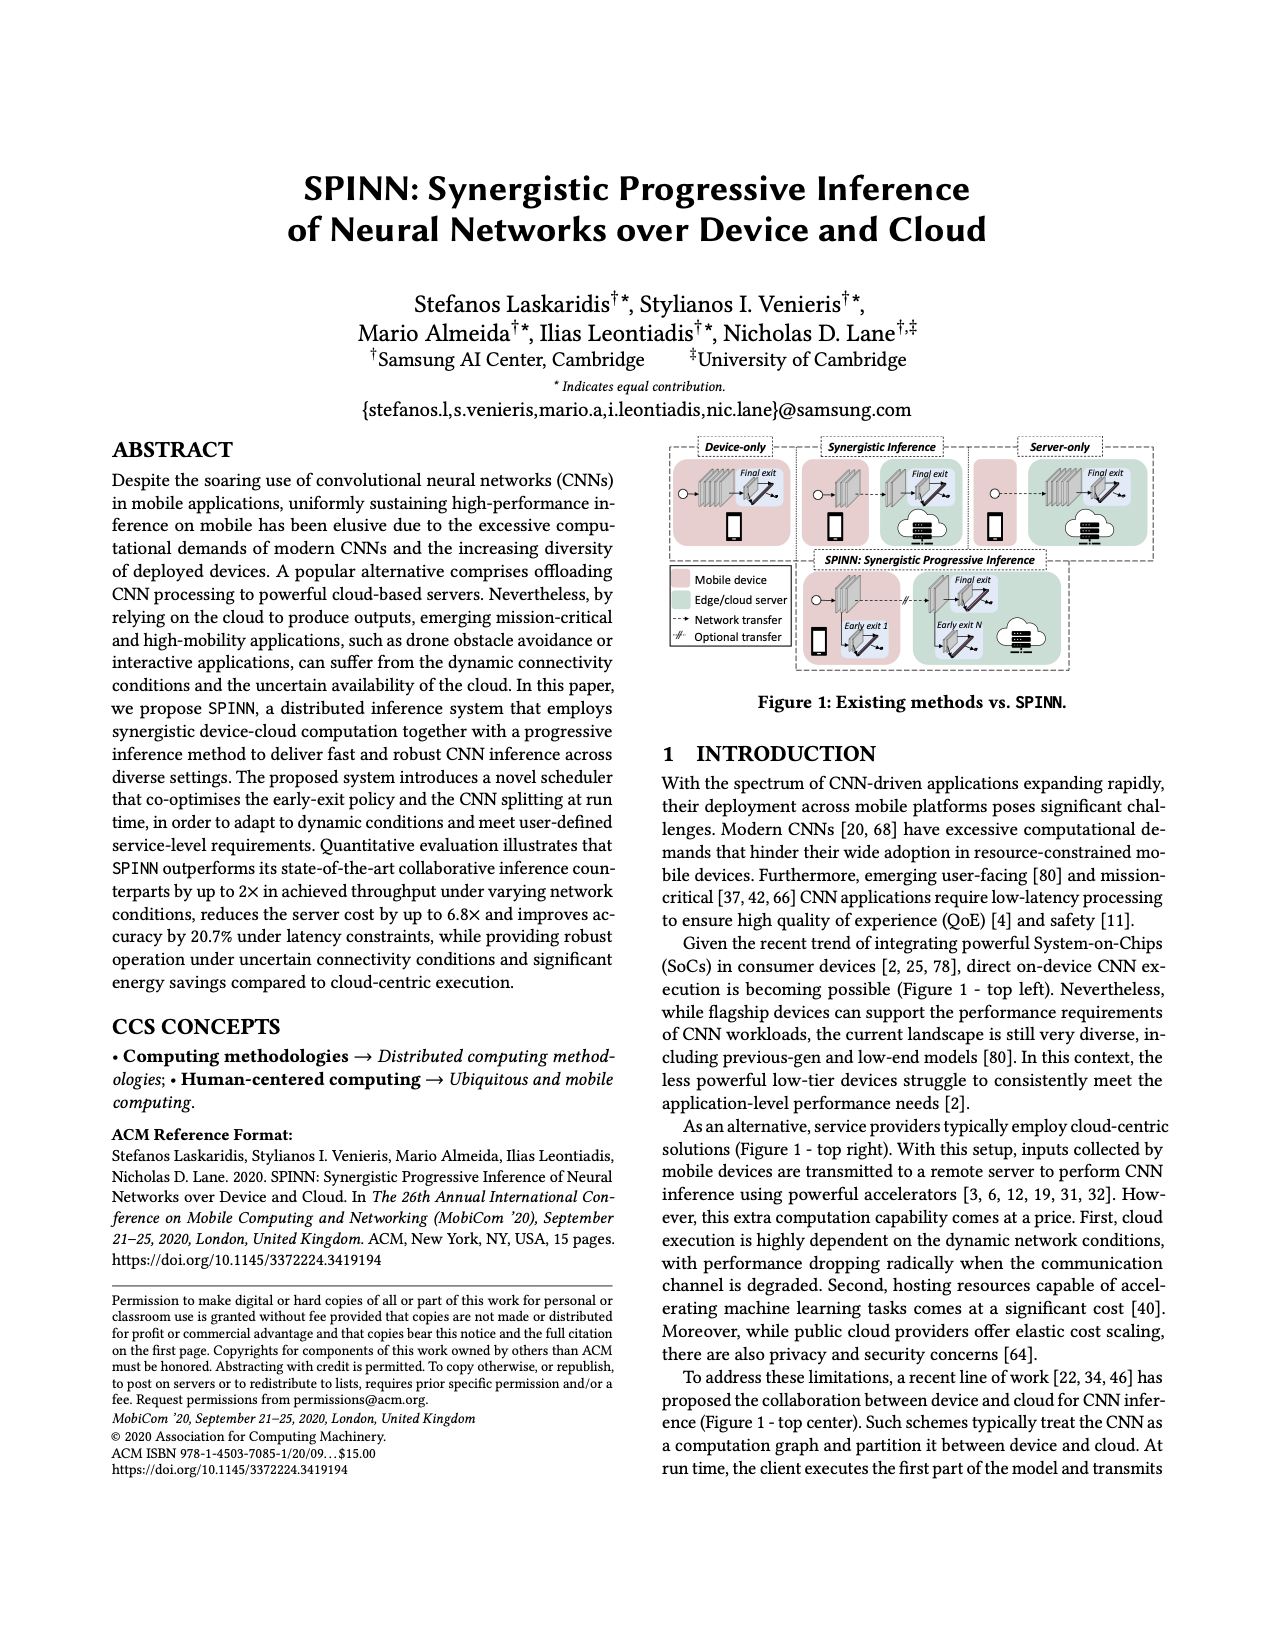 SPINN: Synergistic Progressive Inference
of Neural Networks over Device and Cloud
Stefanos Laskaridis†*, Stylianos I. Venieris†*,
Mario Almeida†*, Ilias Leontiadis†*, Nicholas D. Lane†,‡
†Samsung AI Center, Cambridge ‡University of Cambridge
* Indicates equal contribution.
{stefanos.l,s.venieris,mario.a,i.leontiadis,nic.lane}@samsung.com
ABSTRACT
Despite the soaring use of convolutional neural networks (CNNs)
in mobile applications, uniformly sustaining high-performance in-
ference on mobile has been elusive due to the excessive compu-
tational demands of modern CNNs and the increasing diversity
of deployed devices. A popular alternative comprises offloading
CNN processing to powerful cloud-based servers. Nevertheless, by
relying on the cloud to produce outputs, emerging mission-critical
and high-mobility applications, such as drone obstacle avoidance or
interactive applications, can suffer from the dynamic connectivity
conditions and the uncertain availability of the cloud. In this paper,
we propose SPINN, a distributed inference system that employs
synergistic device-cloud computation together with a progressive
inference method to deliver fast and robust CNN inference across
diverse settings. The proposed system introduces a novel scheduler
that co-optimises the early-exit policy and the CNN splitting at run
time, in order to adapt to dynamic conditions and meet user-defined
service-level requirements. Quantitative evaluation illustrates that
SPINN outperforms its state-of-the-art collaborative inference coun-
terparts by up to 2× in achieved throughput under varying network
conditions, reduces the server cost by up to 6.8× and improves ac-
curacy by 20.7% under latency constraints, while providing robust
operation under uncertain connectivity conditions and significant
energy savings compared to cloud-centric execution.
CCS CONCEPTS
• Computing methodologies → Distributed computing method-
ologies; • Human-centered computing → Ubiquitous and mobile
computing.
ACM Reference Format:
Stefanos Laskaridis, Stylianos I. Venieris, Mario Almeida, Ilias Leontiadis,
Nicholas D. Lane. 2020. SPINN: Synergistic Progressive Inference of Neural
Networks over Device and Cloud. In The 26th Annual International Con-
ference on Mobile Computing and Networking (MobiCom ’20), September
21–25, 2020, London, United Kingdom. ACM, New York, NY, USA, 15 pages.
https://doi.org/10.1145/3372224.3419194
Permission to make digital or hard copies of all or part of this work for personal or
classroom use is granted without fee provided that copies are not made or distributed
for profit or commercial advantage and that copies bear this notice and the full citation
on the first page. Copyrights for components of this work owned by others than ACM
must be honored. Abstracting with credit is permitted. To copy otherwise, or republish,
to post on servers or to redistribute to lists, requires prior specific permission and/or a
fee. Request permissions from permissions@acm.org.
MobiCom ’20, September 21–25, 2020, London, United Kingdom
© 2020 Association for Computing Machinery.
ACM ISBN 978-1-4503-7085-1/20/09...$15.00
https://doi.org/10.1145/3372224.3419194
Device-only
Synergistic Inference
Server-only
Final exit
Final exit
Final exit
SPINN: Synergistic Progressive Inference
Mobile device
Edge/cloud server
Network transfer
Optional transfer
Final exit
Early exit 1
Early exit N
Figure 1: Existing methods vs. SPINN.
1 INTRODUCTION
With the spectrum of CNN-driven applications expanding rapidly,
their deployment across mobile platforms poses significant chal-
lenges. Modern CNNs [20, 68] have excessive computational de-
mands that hinder their wide adoption in resource-constrained mo-
bile devices. Furthermore, emerging user-facing [80] and mission-
critical [37, 42, 66] CNN applications require low-latency processing
to ensure high quality of experience (QoE) [4] and safety [11].
Given the recent trend of integrating powerful System-on-Chips
(SoCs) in consumer devices [2, 25, 78], direct on-device CNN ex-
ecution is becoming possible (Figure 1 - top left). Nevertheless,
while flagship devices can support the performance requirements
of CNN workloads, the current landscape is still very diverse, in-
cluding previous-gen and low-end models [80]. In this context, the
less powerful low-tier devices struggle to consistently meet the
application-level performance needs [2].
As an alternative, service providers typically employ cloud-centric
solutions (Figure 1 - top right). With this setup, inputs collected by
mobile devices are transmitted to a remote server to perform CNN
inference using powerful accelerators [3, 6, 12, 19, 31, 32]. How-
ever, this extra computation capability comes at a price. First, cloud
execution is highly dependent on the dynamic network conditions,
with performance dropping radically when the communication
channel is degraded. Second, hosting resources capable of accel-
erating machine learning tasks comes at a significant cost [40].
Moreover, while public cloud providers offer elastic cost scaling,
there are also privacy and security concerns [64].
To address these limitations, a recent line of work [22, 34, 46] has
proposed the collaboration between device and cloud for CNN infer-
ence (Figure 1 - top center). Such schemes typically treat the CNN as
a computation graph and partition it between device and cloud. At
run time, the client executes the first part of the model and transmits